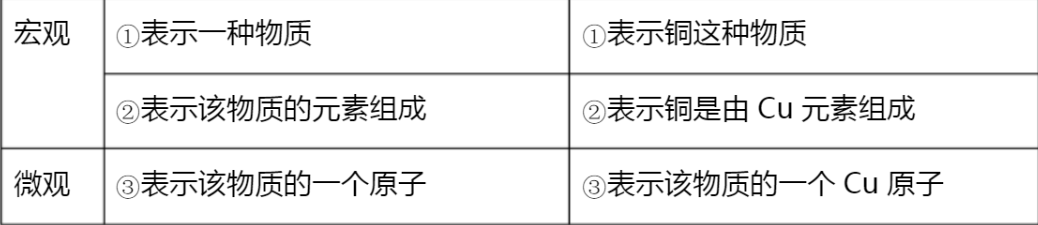 宏观
①表示一种物质
①表示铜这种物质
②表示该物质的元素组成
②表示铜是由 Cu 元素组成
微观
③表示该物质的一个原子
③表示该物质的一个 Cu 原子